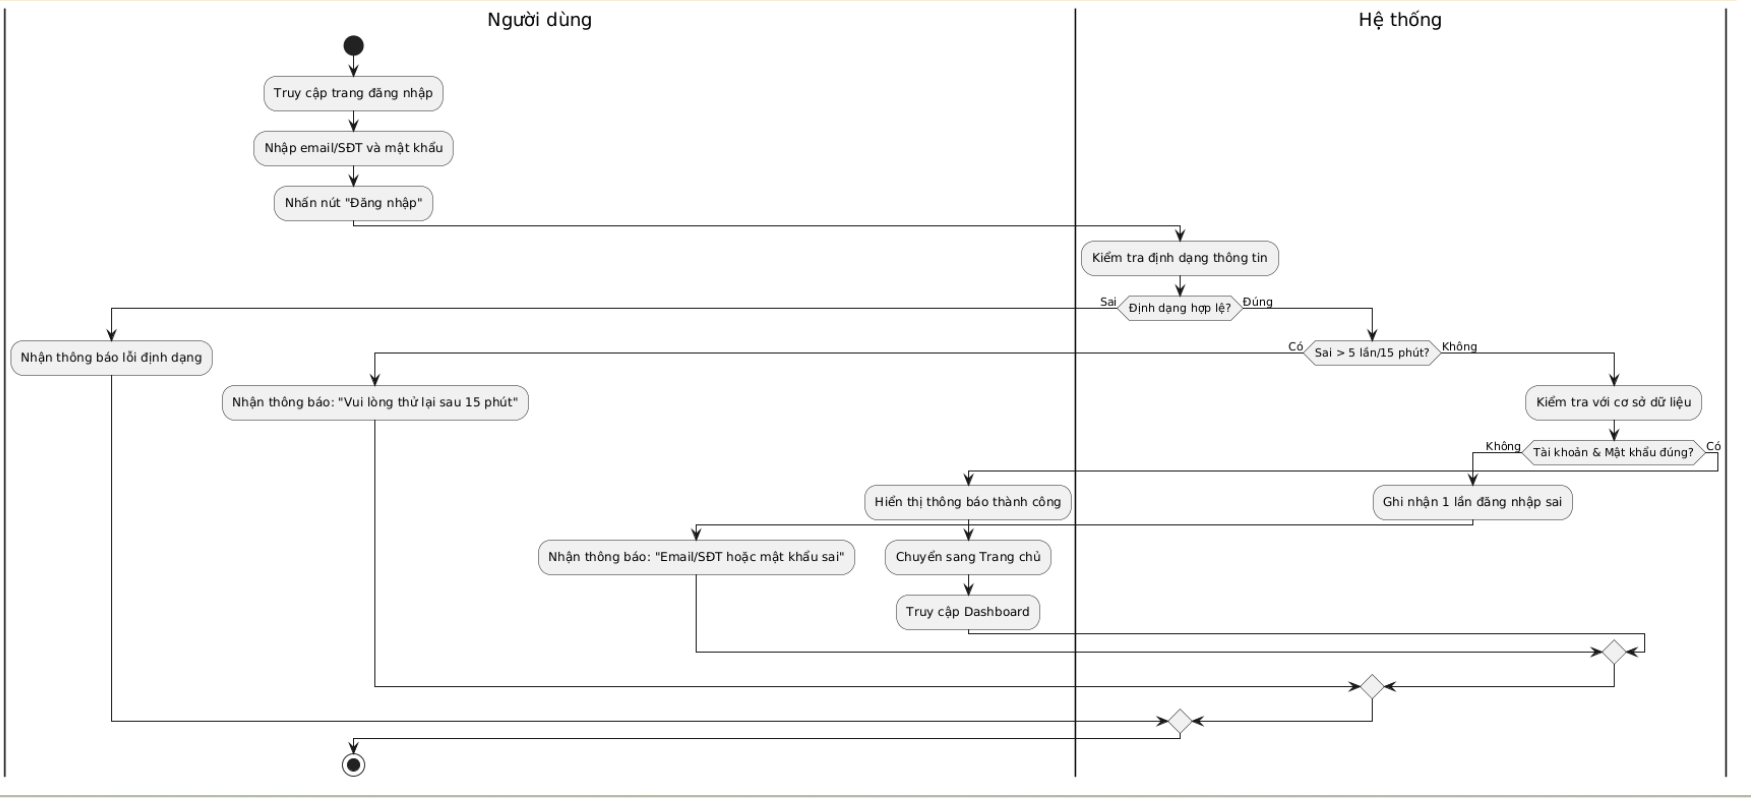 Người dùng
Hệ thống
Truy cập trang đăng nhập
Nhập email/SĐT và mật khẩu
Nhấn nút "Đăng nhập"
Kiểm tra định dạng thông tin
Sai
Định dạng hợp lệ?
Đúng
Nhận thông báo lỗi định dạng
Có
Sai > 5 lần/15 phút?
Không
Nhận thông báo: "Vui lòng thử lại sau 15 phút"
Kiểm tra với cơ sở dữ liệu
Không
Tài khoản & Mật khẩu đúng?
Có
Hiển thị thông báo thành công
Ghi nhận 1 lần đăng nhập sai
Nhận thông báo: "Email/SĐT hoặc mật khẩu sai"
Chuyển sang Trang chủ
Truy cập Dashboard